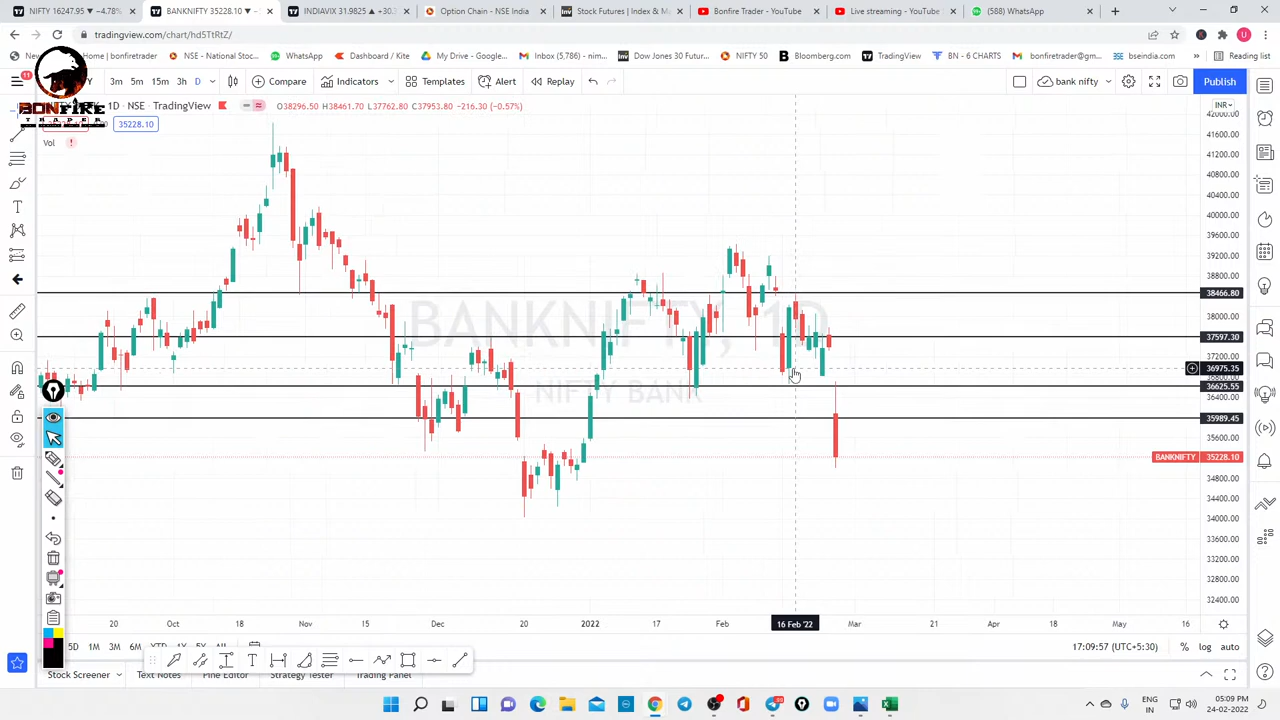 NIFTY 16247.95 ▼ −4.78%
BANKNIFTY 35228.10 ▼
INDIAVIX 31.9825 ▲ +30.
Option Chain - NSE India
Stock Futures | Index & M
Bonfire Trader - YouTube
Live streaming - YouTube
(588) WhatsApp
tradingview.com/chart/hd5TtRtZ/
U
bonfiretrader
NSE - National Stoc...
WhatsApp
Dashboard / Kite
My Drive - Google...
Inbox (5,786) - nim...
Dow Jones 30 Futur...
NIFTY 50
Bloomberg.com
TradingView
BN - 6 CHARTS
bonfiretrader@gm...
bseindia.com
Reading list
11
3m 5m 15m 3h D
Compare
Indicators
Templates
Alert
Replay
bank nifty
Publish
BONFIRE
TRADER
1D · NSE TradingView
O38296.50 H38461.70 L37762.80 C37953.80 −216.30 (−0.57%)
35228.10
Vol
INR
42000.00
41600.00
41200.00
40800.00
40400.00
40000.00
39600.00
39200.00
38800.00
38466.80
38000.00
37597.30
37200.00
36975.35
36800.00
36625.55
36400.00
35989.45
35600.00
BANKNIFTY 35228.10
34800.00
34400.00
34000.00
33600.00
33200.00
32800.00
32400.00
BANKNIFTY, 1D
NIFTY BANK
20 Oct 18 Nov 15 Dec 20 2022 17 Feb 16 Feb '22 Mar 21 Apr 18 May 16
5D 1M 3M 6M YTD 1Y 5Y All
17:09:57 (UTC+5:30)
% log auto
Stock Screener
Text Notes
Pine Editor
Strategy Tester
Trading Panel
ENG
IN
05:09 PM
24-02-2022